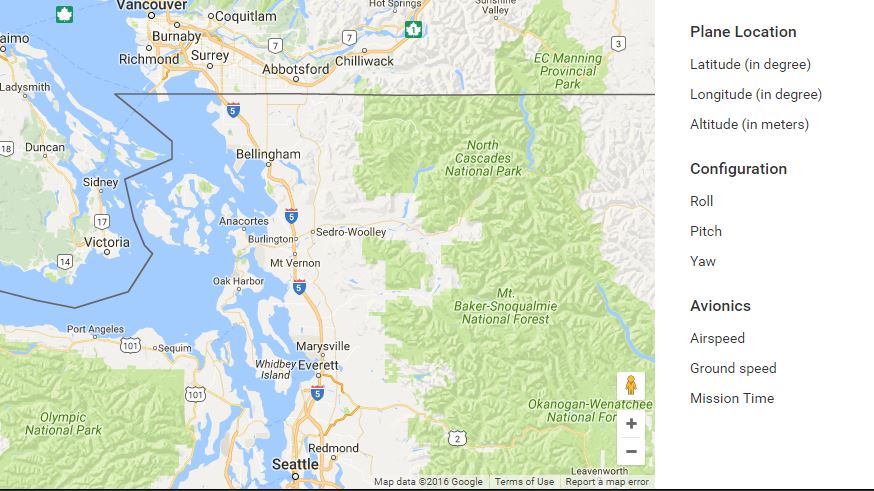 Vancouver
Coquitlam
Hot Springs
Sunshine
Valley
Burnaby
7
7
1
3
Richmond
Surrey
Abbotsford
Chilliwack
EC Manning
Provincial
Park
aimo
Ladysmith
5
18
Duncan
Bellingham
North
Cascades
National Park
Sidney
17
Anacortes
5
Sedro-Woolley
Victoria
Burlington
14
Mt Vernon
Oak Harbor
5
Mt.
Baker-Snoqualmie
National Forest
Port Angeles
101
Sequim
Marysville
Whidbey
Island
Everett
101
5
Olympic
National Park
Okanogan-Wenatchee
National For
2
Redmond
Seattle
Leavenworth
Map data ©2016 Google
Terms of Use
Report a map error
Plane Location
Latitude (in degree)
Longitude (in degree)
Altitude (in meters)
Configuration
Roll
Pitch
Yaw
Avionics
Airspeed
Ground speed
Mission Time